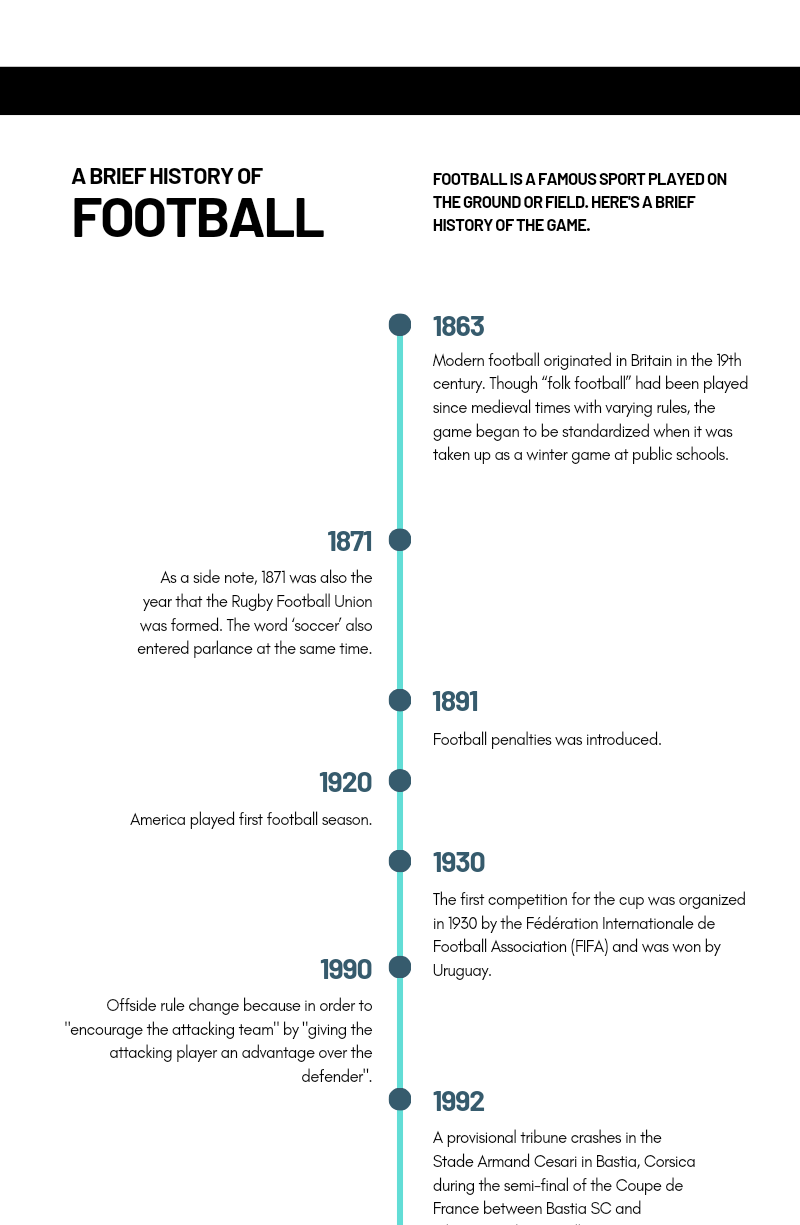 A BRIEF HISTORY OF
FOOTBALL
FOOTBALL IS A FAMOUS SPORT PLAYED ON
THE GROUND OR FIELD. HERE'S A BRIEF
HISTORY OF THE GAME.
1863
Modern football originated in Britain in the 19th
century. Though “folk football” had been played
since medieval times with varying rules, the
game began to be standardized when it was
taken up as a winter game at public schools.
1871
As a side note, 1871 was also the
year that the Rugby Football Union
was formed. The word ‘soccer’ also
entered parlance at the same time.
1891
Football penalties was introduced.
1920
America played first football season.
1930
The first competition for the cup was organized
in 1930 by the Fédération Internationale de
Football Association (FIFA) and was won by
Uruguay.
1990
Offside rule change because in order to
"encourage the attacking team" by "giving the
attacking player an advantage over the
defender".
1992
A provisional tribune crashes in the
Stade Armand Cesari in Bastia, Corsica
during the semi-final of the Coupe de
France between Bastia SC and